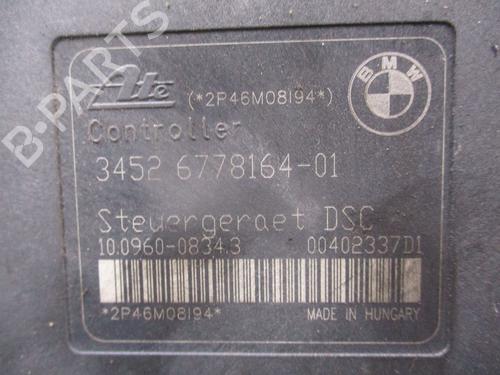 B-PARTS
Ate (*2P46M08I94*) BMW
Controller
3452 6778164-01
Steuergeraet DSC
10.0960-0834.3 00402337D1
*2P46M08I94* MADE IN HUNGARY